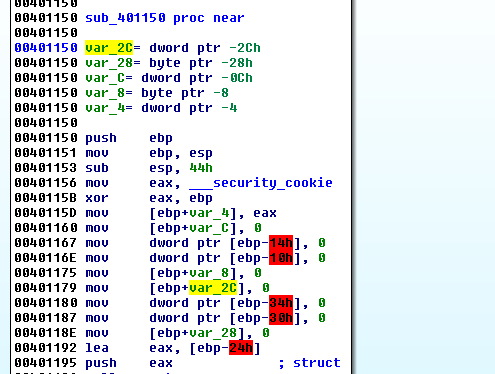 00401150
00401150 sub_401150 proc near
00401150
00401150 var_2C= dword ptr -2Ch
00401150 var_28= byte ptr -28h
00401150 var_C= dword ptr -0Ch
00401150 var_8= byte ptr -8
00401150 var_4= dword ptr -4
00401150
00401150 push ebp
00401151 mov ebp, esp
00401153 sub esp, 44h
00401156 mov eax, ___security_cookie
0040115B xor eax, ebp
0040115D mov [ebp+var_4], eax
00401160 mov [ebp+var_C], 0
00401167 mov dword ptr [ebp-14h], 0
0040116E mov dword ptr [ebp-10h], 0
00401175 mov [ebp+var_8], 0
00401179 mov [ebp+var_2C], 0
00401180 mov dword ptr [ebp-34h], 0
00401187 mov dword ptr [ebp-30h], 0
0040118E mov [ebp+var_28], 0
00401192 lea eax, [ebp-24h]
00401195 push eax ; struct